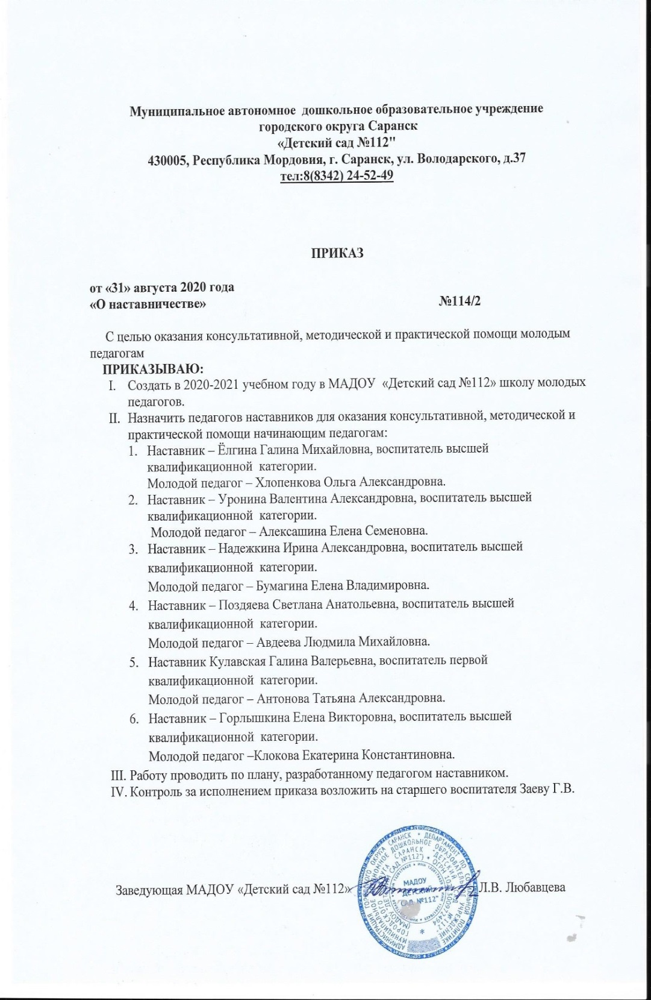 Муниципальное автономное дошкольное образовательное учреждение
городского округа Саранск
«Детский сад №112"
430005, Республика Мордовия, г. Саранск, ул. Володарского, д.37
тел:8(8342) 24-52-49
ПРИКАЗ
от «31» августа 2020 года
«О наставничестве» №114/2
С целью оказания консультативной, методической и практической помощи молодым
педагогам
ПРИКАЗЫВАЮ:
I. Создать в 2020-2021 учебном году в МАДОУ «Детский сад №112» школу молодых
педагогов.
II. Назначить педагогов наставников для оказания консультативной, методической и
практической помощи начинающим педагогам:
1. Наставник – Ёлгина Галина Михайловна, воспитатель высшей
квалификационной категории.
Молодой педагог – Хлопенкова Ольга Александровна.
2. Наставник – Уронина Валентина Александровна, воспитатель высшей
квалификационной категории.
Молодой педагог – Алексашина Елена Семеновна.
3. Наставник – Надежкина Ирина Александровна, воспитатель высшей
квалификационной категории.
Молодой педагог – Бумагина Елена Владимировна.
4. Наставник – Поздяева Светлана Анатольевна, воспитатель высшей
квалификационной категории.
Молодой педагог – Авдеева Людмила Михайловна.
5. Наставник Кулавская Галина Валерьевна, воспитатель первой
квалификационной категории.
Молодой педагог – Антонова Татьяна Александровна.
6. Наставник – Горлышкина Елена Викторовна, воспитатель высшей
квалификационной категории.
Молодой педагог –Клокова Екатерина Константиновна.
III. Работу проводить по плану, разработанному педагогом наставником.
IV. Контроль за исполнением приказа возложить на старшего воспитателя Заеву Г.В.
Заведующая МАДОУ «Детский сад №112» Л.В. Любавцева
МАДОУ
"ДЕТСКИЙ
САД №112"